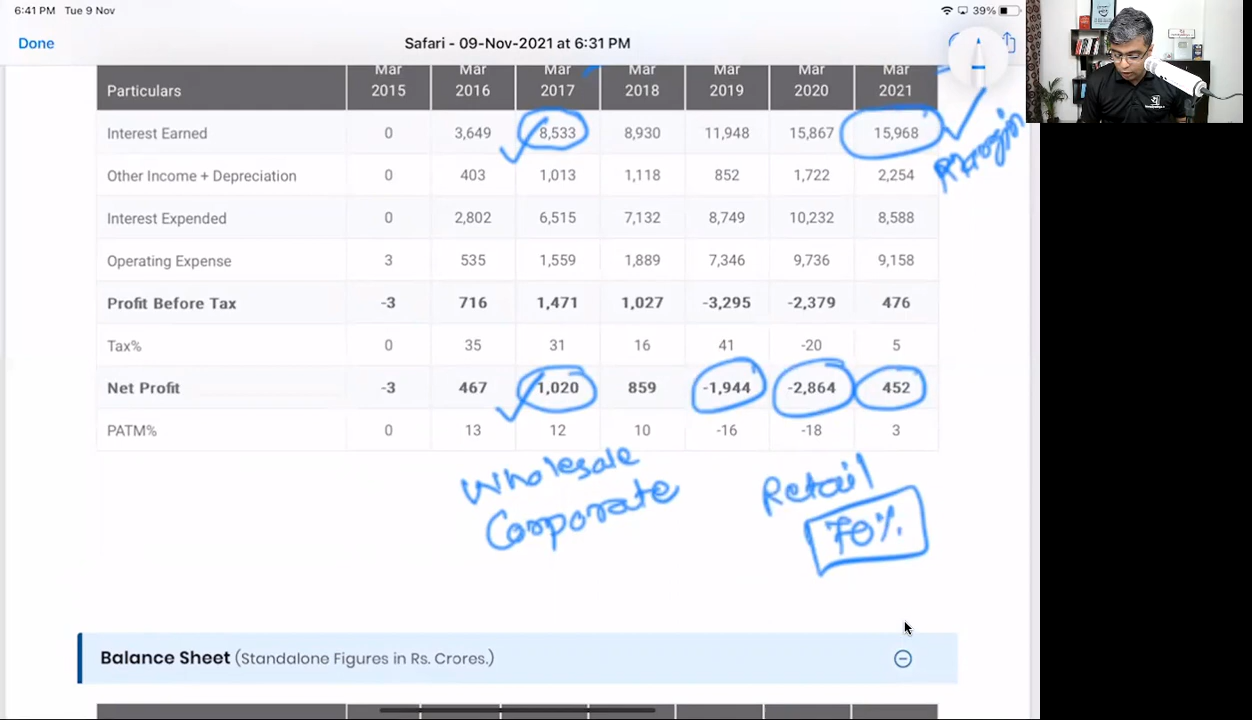 6:41 PM Tue 9 Nov
39%
Done
Safari - 09-Nov-2021 at 6:31 PM
Particulars Mar 2015 Mar 2016 Mar 2017 Mar 2018 Mar 2019 Mar 2020 Mar 2021
Interest Earned 0 3,649 8,533 8,930 11,948 15,867 15,968
Other Income + Depreciation 0 403 1,013 1,118 852 1,722 2,254
Interest Expended 0 2,802 6,515 7,132 8,749 10,232 8,588
Operating Expense 3 535 1,559 1,889 7,346 9,736 9,158
Profit Before Tax -3 716 1,471 1,027 -3,295 -2,379 476
Tax% 0 35 31 16 41 -20 5
Net Profit -3 467 1,020 859 -1,944 -2,864 452
PATM% 0 13 12 10 -16 -18 3
Wholesale
Corporate
Retail
70%
Balance Sheet (Standalone Figures in Rs. Crores.)